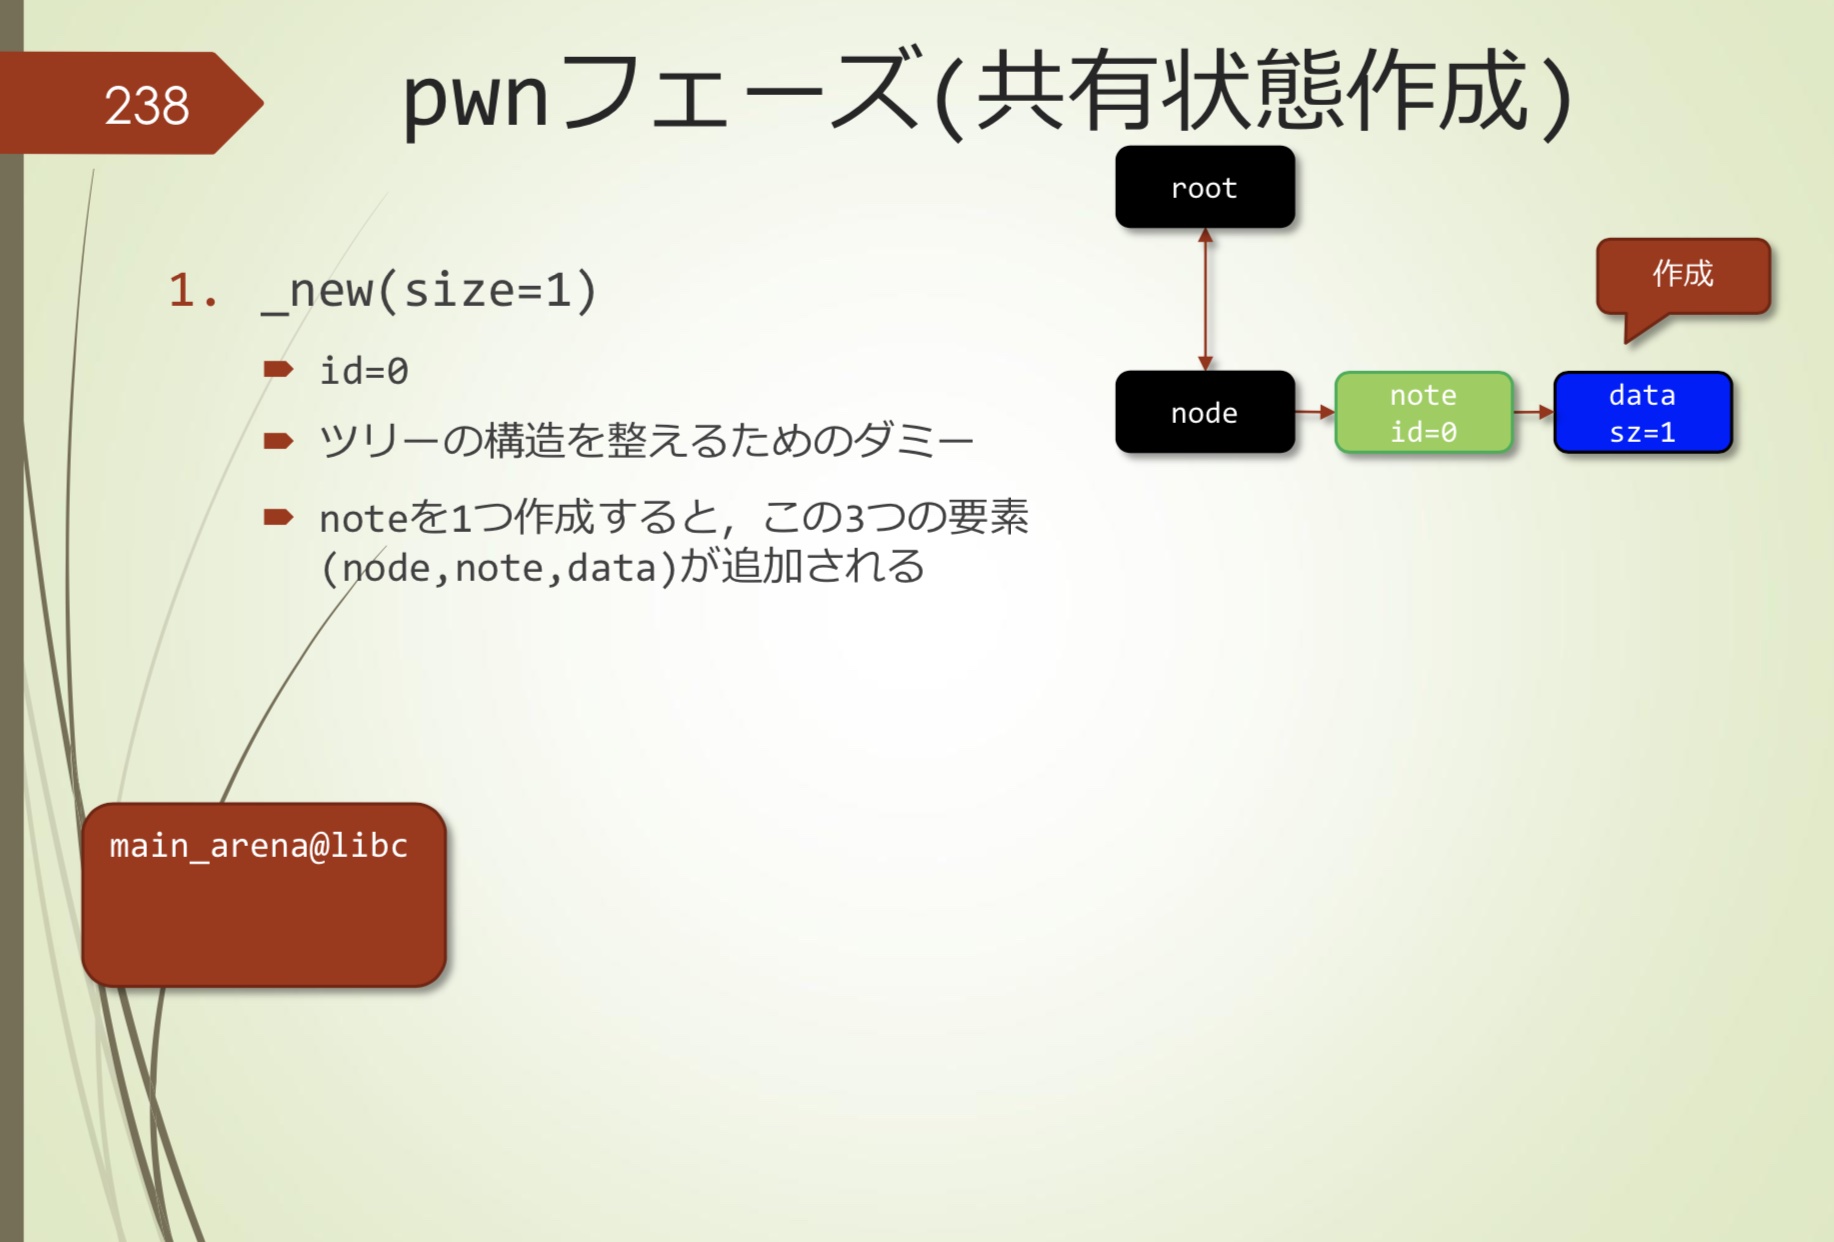 238
pwnフェーズ(共有状態作成)
root
作成
1. _new(size=1)
id=0
node
note
id=0
data
sz=1
ツリーの構造を整えるためのダミー
noteを1つ作成すると, この3つの要素
(node,note,data)が追加される
main_arena@libc